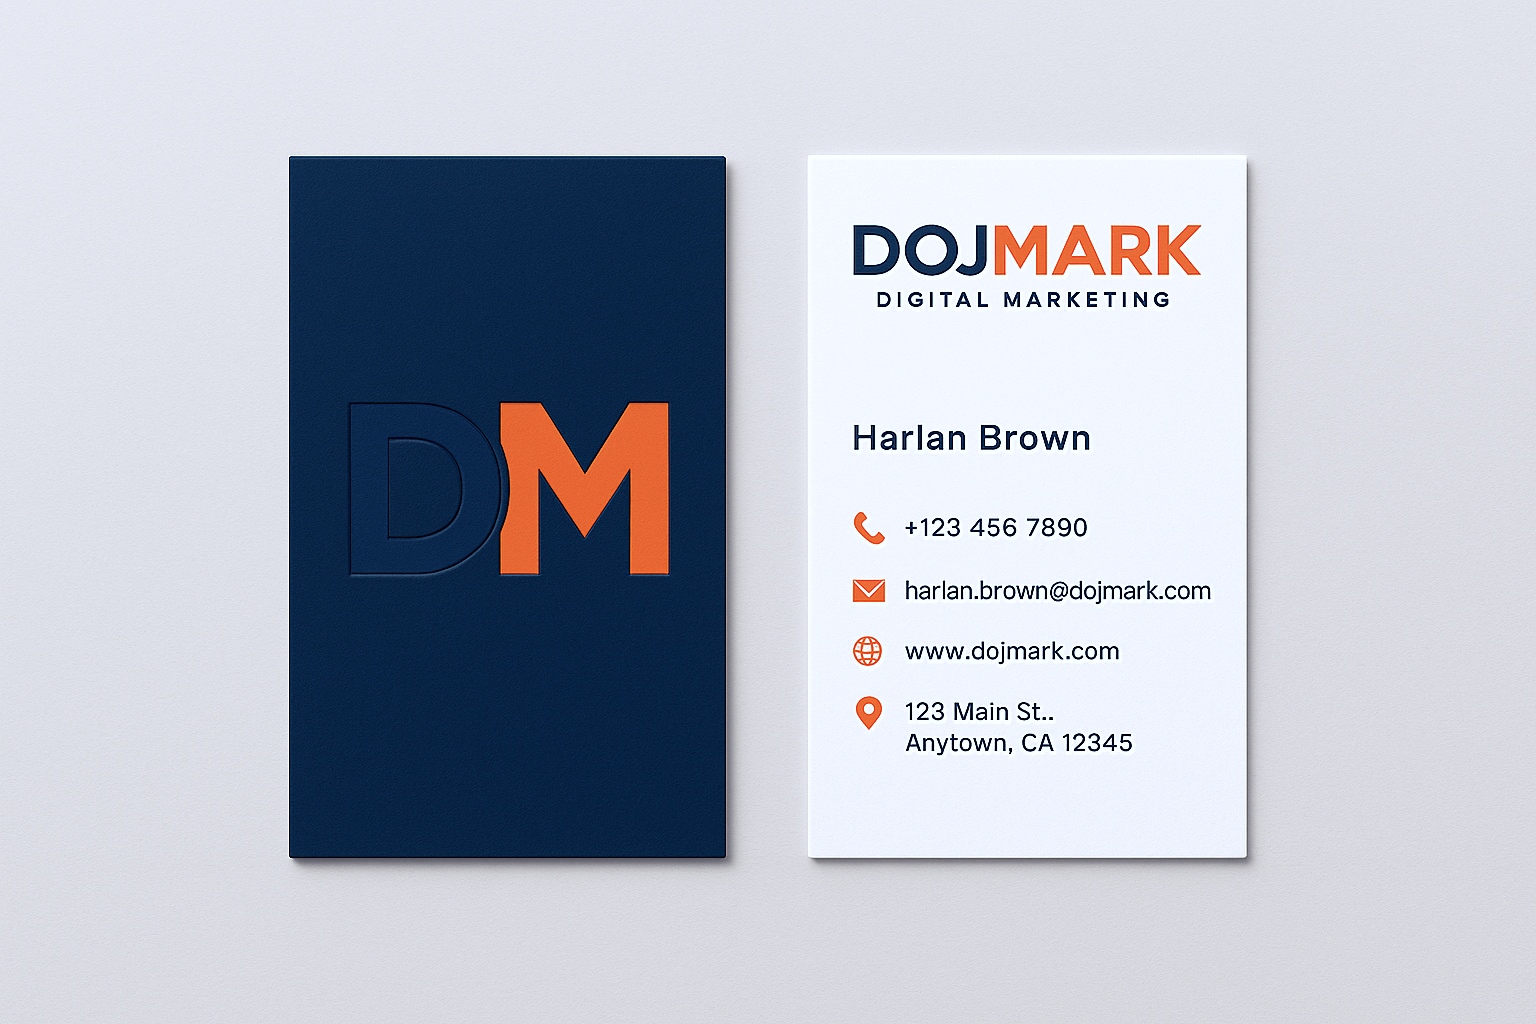 DM
DOJMARK
DIGITAL MARKETING
Harlan Brown
+123 456 7890
harlan.brown@dojmark.com
www.dojmark.com
123 Main St..
Anytown, CA 12345